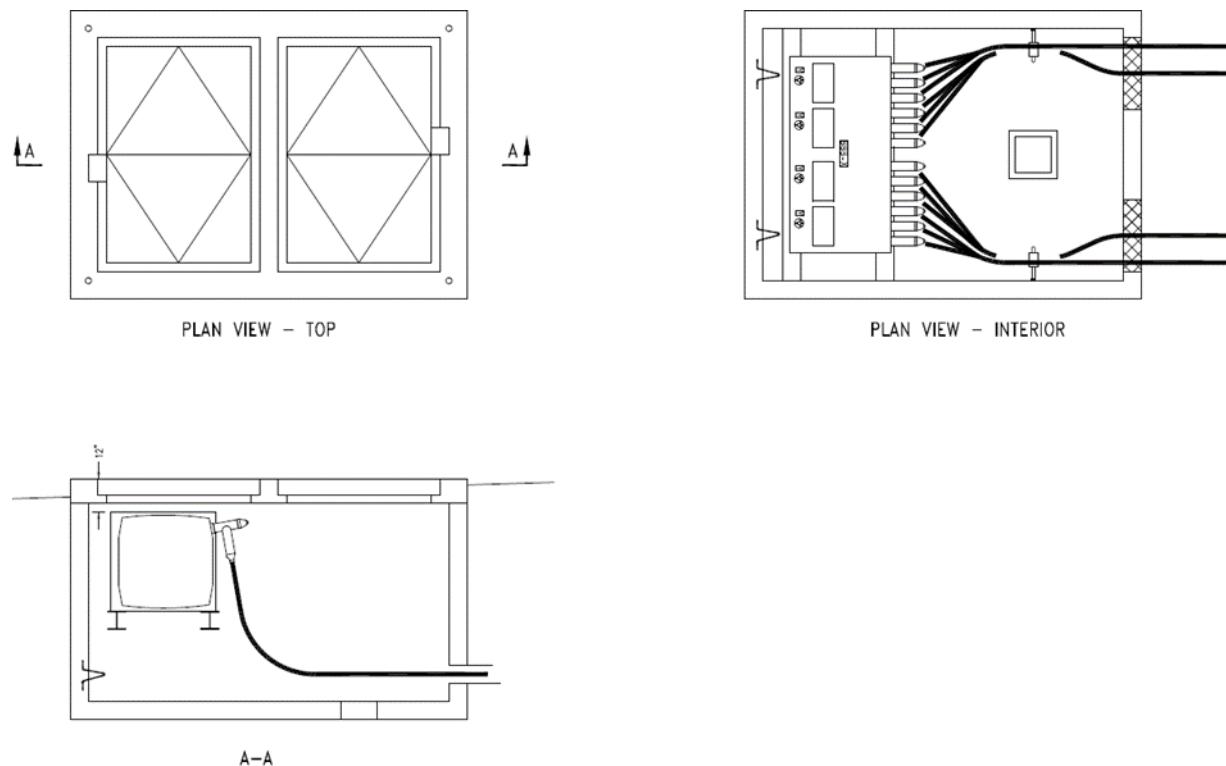 A
A
PLAN VIEW – TOP
PLAN VIEW – INTERIOR
12"
A–A